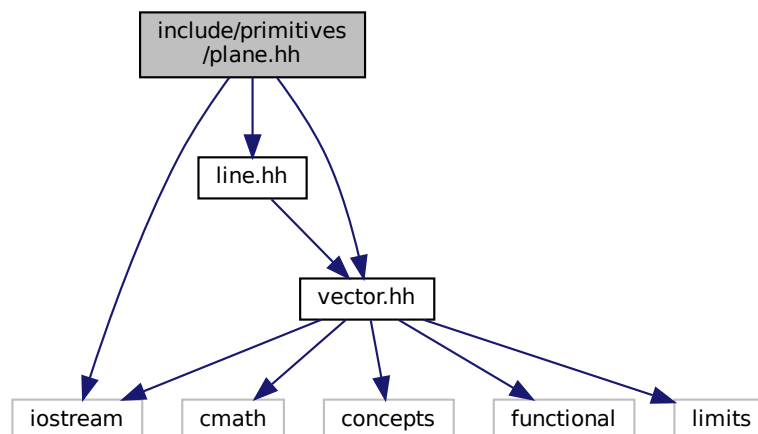 include/primitives
/plane.hh
line.hh
vector.hh
iostream
cmath
concepts
functional
limits